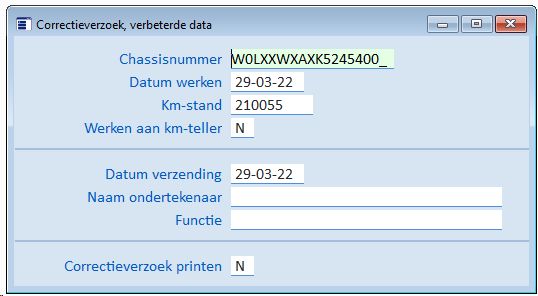 Correctieverzoek, verbeterde data
Chassisnummer W0LXXWXAXK5245400_
Datum werken 29-03-22
Km-stand 210055
Werken aan km-teller N
Datum verzending 29-03-22
Naam ondertekenaar
Functie
Correctieverzoek printen N